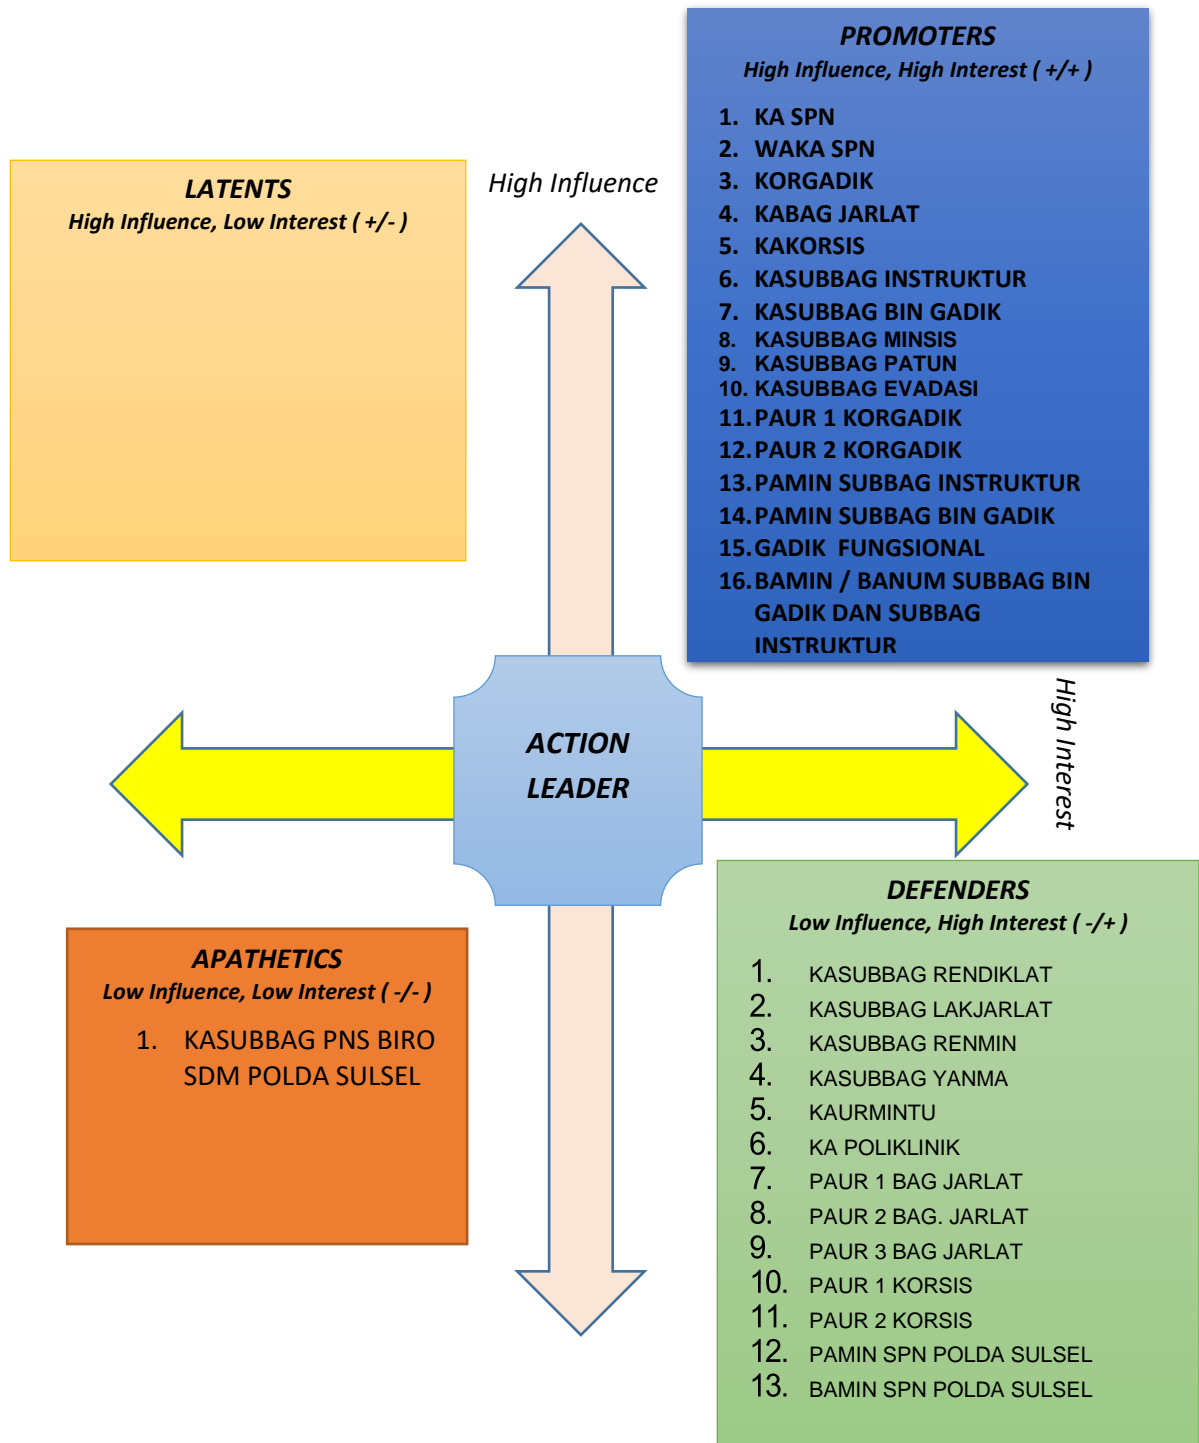 PROMOTERS
High Influence, High Interest ( +/+ )
1. KA SPN
2. WAKA SPN
3. KORGADIK
4. KABAG JARLAT
5. KAKORSIS
6. KASUBBAG INSTRUKTUR
7. KASUBBAG BIN GADIK
8. KASUBBAG MINSIS
9. KASUBBAG PATUN
10. KASUBBAG EVADASI
11. PAUR 1 KORGADIK
12. PAUR 2 KORGADIK
13. PAMIN SUBBAG INSTRUKTUR
14. PAMIN SUBBAG BIN GADIK
15. GADIK FUNGSIONAL
16. BAMIN / BANUM SUBBAG BIN
GADIK DAN SUBBAG
INSTRUKTUR
LATENTS
High Influence, Low Interest ( +/- )
High Influence
ACTION
LEADER
High Interest
APATHETICS
Low Influence, Low Interest ( -/- )
1. KASUBBAG PNS BIRO
SDM POLDA SULSEL
DEFENDERS
Low Influence, High Interest ( -/+ )
1. KASUBBAG RENDIKLAT
2. KASUBBAG LAKJARLAT
3. KASUBBAG RENMIN
4. KASUBBAG YANMA
5. KAURMINTU
6. KA POLIKLINIK
7. PAUR 1 BAG JARLAT
8. PAUR 2 BAG. JARLAT
9. PAUR 3 BAG JARLAT
10. PAUR 1 KORSIS
11. PAUR 2 KORSIS
12. PAMIN SPN POLDA SULSEL
13. BAMIN SPN POLDA SULSEL